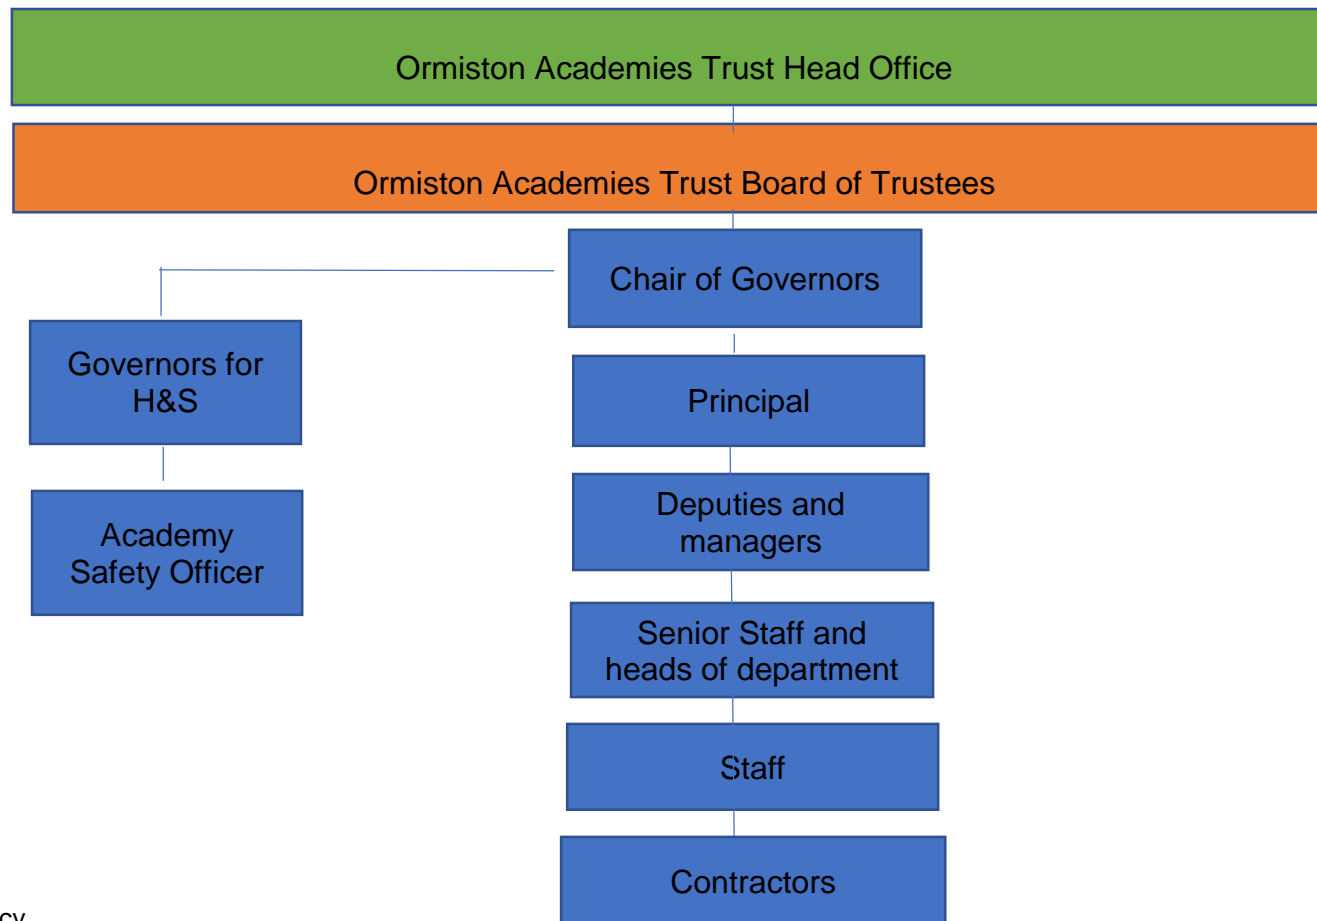 Ormiston Academies Trust Head Office
Ormiston Academies Trust Board of Trustees
Chair of Governors
Governors for
H&S
Principal
Academy
Safety Officer
Deputies and
managers
Senior Staff and
heads of department
Staff
Contractors